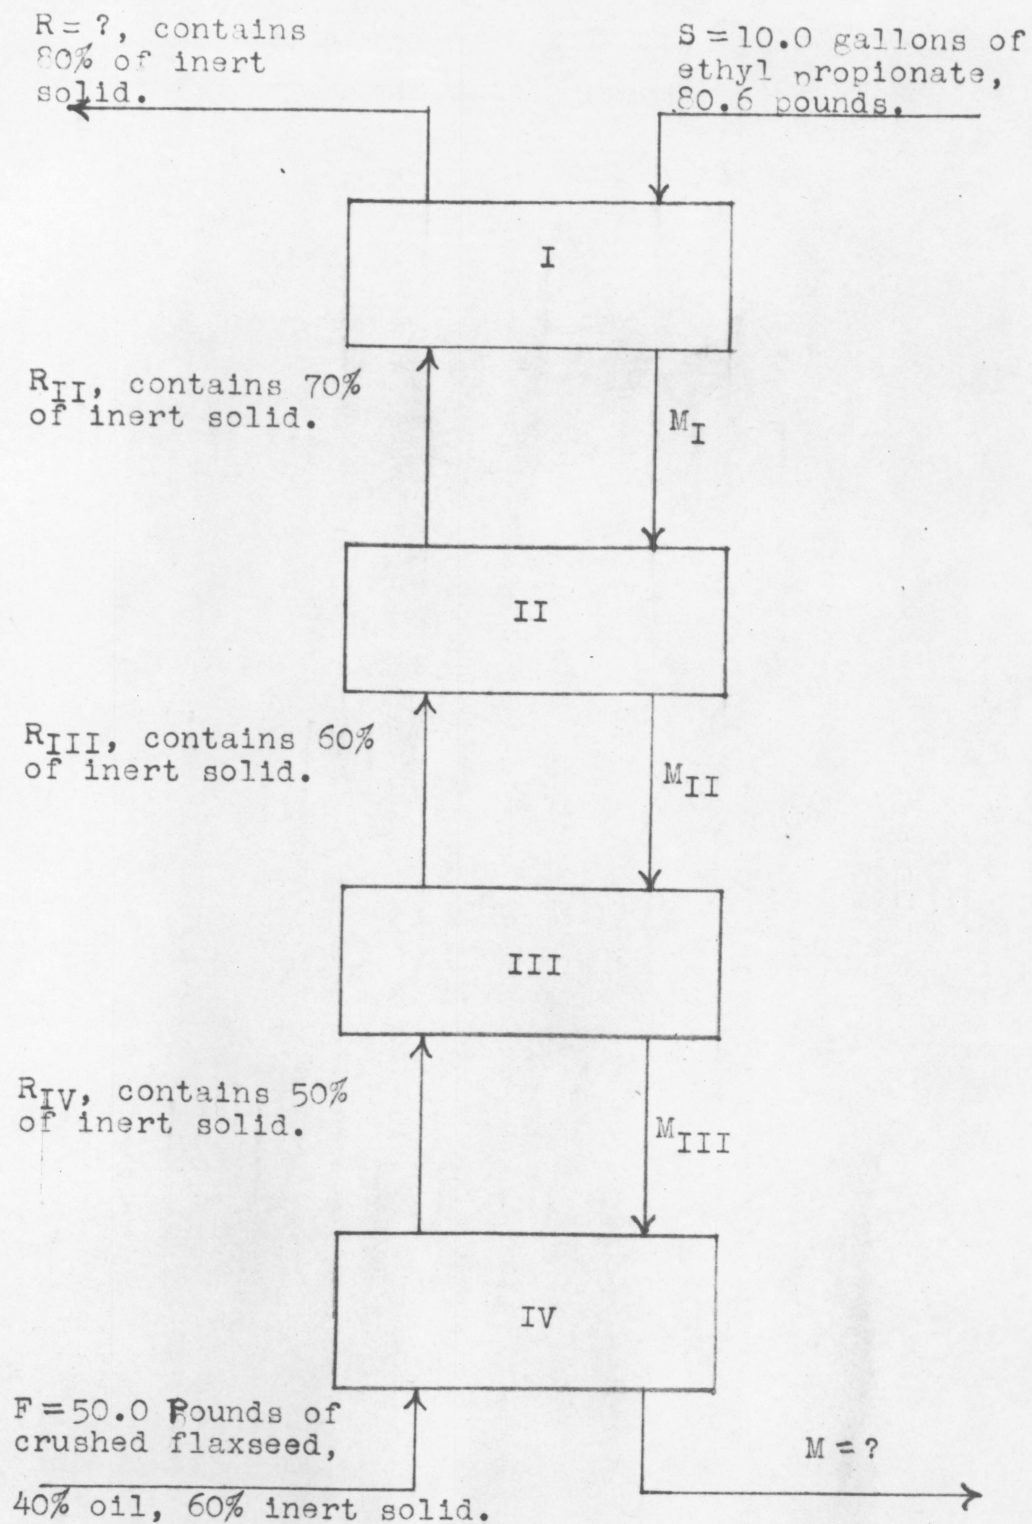 R = ?, contains
80% of inert
solid.
S = 10.0 gallons of
ethyl propionate,
80.6 pounds.
I
RII, contains 70%
of inert solid.
MI
II
RIII, contains 60%
of inert solid.
MII
III
RIV, contains 50%
of inert solid.
MIII
IV
F = 50.0 Pounds of
crushed flaxseed,
40% oil, 60% inert solid.
M = ?